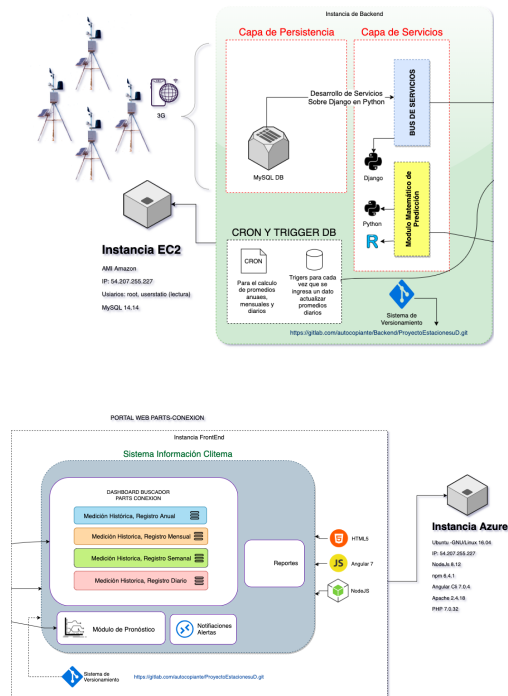 Instancia de Backend
Capa de Persistencia
Capa de Servicios
3G
Desarrollo de Servicios
Sobre Django en Python
MySQL DB
BUS DE SERVICIOS
Django
Python
R
Modulo Matemático de
Predicción
Instancia EC2
AMI Amazon
IP: 54.207.255.227
Usiarios: root, userstatio (lectura)
MySQL 14.14
CRON Y TRIGGER DB
CRON
Para el calculo
de promedios
anuaes,
mensuales y
diarios
Trigers para cada
vez que se
ingresa un dato
actualizar
promedios
diarios
Sistema de
Versionamiento
https://gitlab.com/autocopiante/Backend/ProyectoEstacionesuD.git
PORTAL WEB PARTS-CONEXION
Instancia FrontEnd
Sistema Información Clitema
DASHBOARD BUSCADOR
PARTS CONEXION
Medición Histórica, Registro Anual
Medición Historica, Registro Mensual
Medición Historica, Registro Semanal
Medición Histórica, Registro Diario
Reportes
Módulo de Pronóstico
Notifiaciones
Alertas
HTML5
JS
Angular 7
NodeJS
Instancia Azure
Ubuntu -GNU/Linux 16.04
IP: 54.207.255.227
NodeJs 8.12
npm 6.4.1
Angular Cli 7.0.4
Apache 2.4.18
PHP 7.0.32
Sistema de
Versionamiento
https://gitlab.com/autocopiante/ProyectoEstacionesuD.git